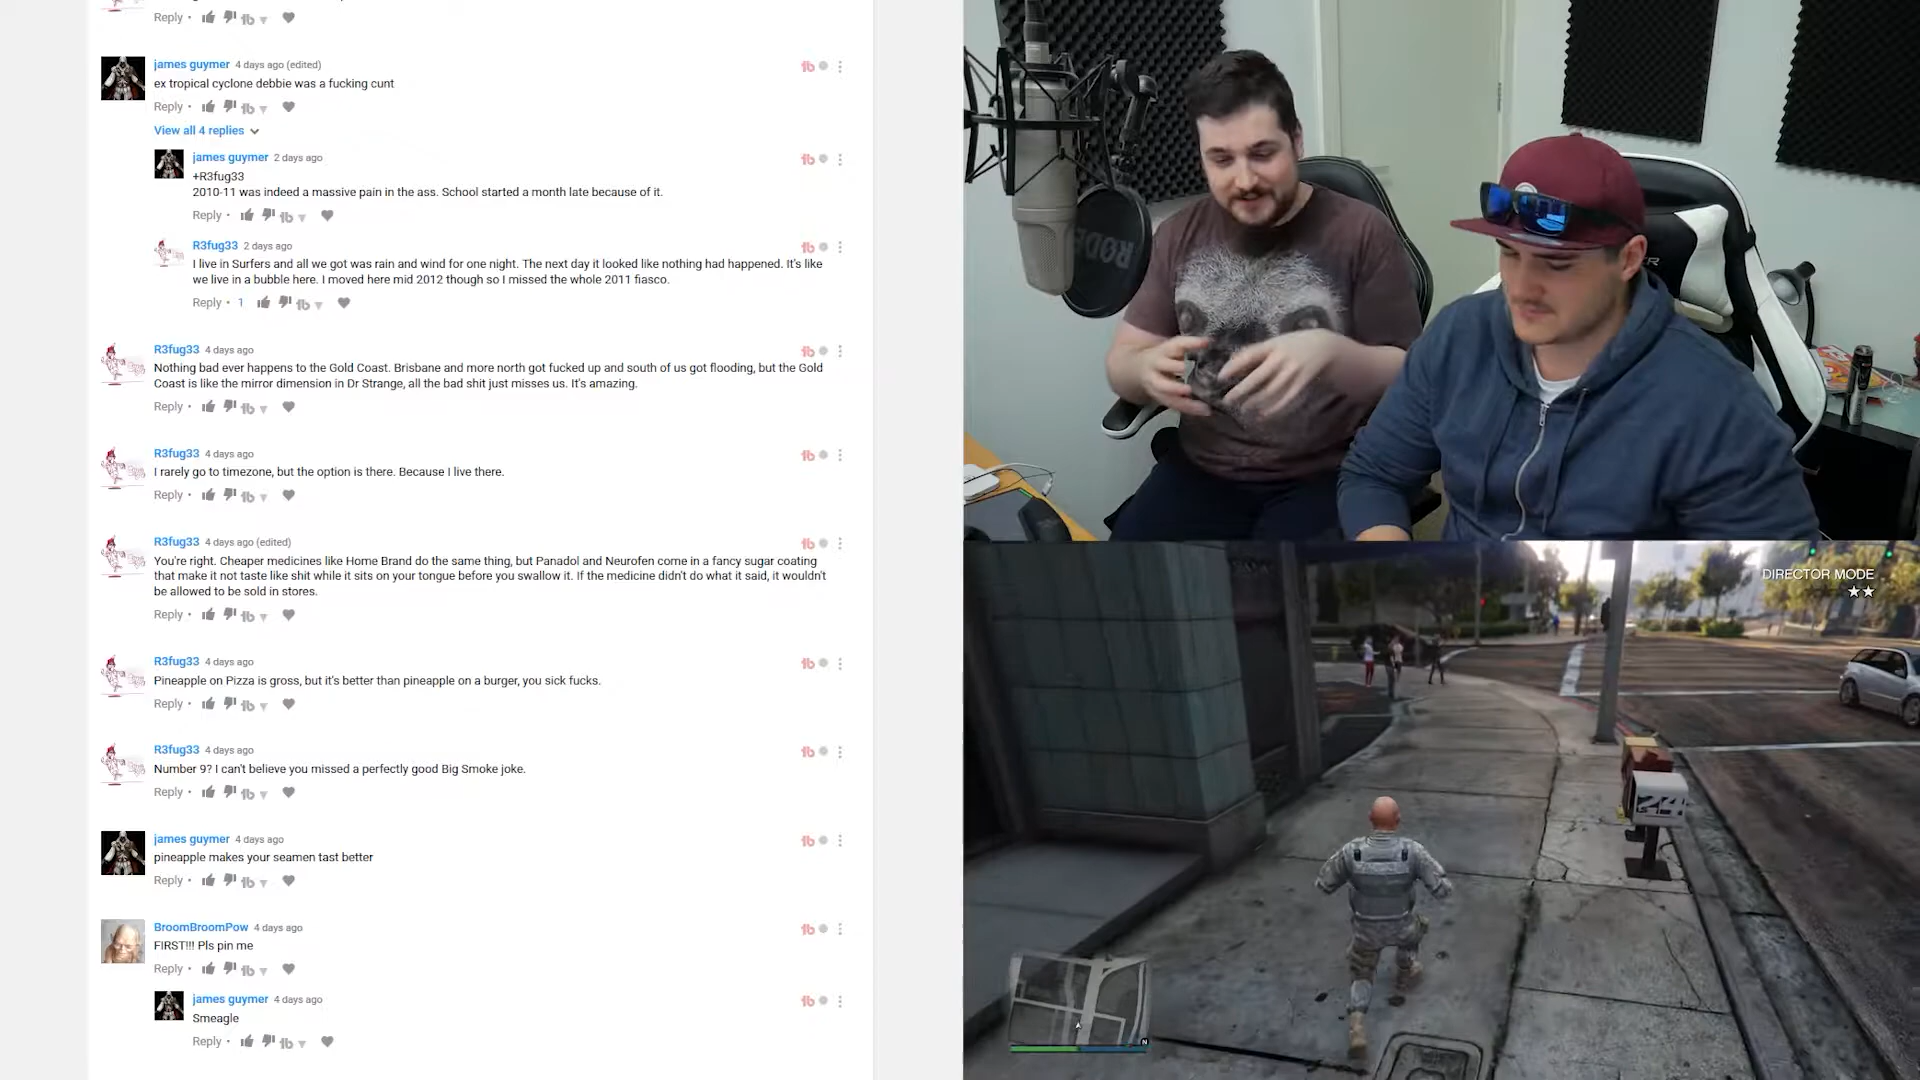 Reply •
james guymer 4 days ago (edited)
ex tropical cyclone debbie was a fucking cunt
Reply •
View all 4 replies
james guymer 2 days ago
+R3fug33
2010-11 was indeed a massive pain in the ass. School started a month late because of it.
Reply •
R3fug33 2 days ago
I live in Surfers and all we got was rain and wind for one night. The next day it looked like nothing had happened. It's like
we live in a bubble here. I moved here mid 2012 though so I missed the whole 2011 fiasco.
Reply • 1
R3fug33 4 days ago
Nothing bad ever happens to the Gold Coast. Brisbane and more north got fucked up and south of us got flooding, but the Gold
Coast is like the mirror dimension in Dr Strange, all the bad shit just misses us. It's amazing.
Reply •
R3fug33 4 days ago
I rarely go to timezone, but the option is there. Because I live there.
Reply •
R3fug33 4 days ago (edited)
You're right. Cheaper medicines like Home Brand do the same thing, but Panadol and Neurofen come in a fancy sugar coating
that make it not taste like shit while it sits on your tongue before you swallow it. If the medicine didn't do what it said, it wouldn't
be allowed to be sold in stores.
Reply •
R3fug33 4 days ago
Pineapple on Pizza is gross, but it's better than pineapple on a burger, you sick fucks.
Reply •
R3fug33 4 days ago
Number 9? I can't believe you missed a perfectly good Big Smoke joke.
Reply •
james guymer 4 days ago
pineapple makes your seamen tast better
Reply •
BroomBroomPow 4 days ago
FIRST!!! Pls pin me
Reply •
james guymer 4 days ago
Smeagle
Reply •
RODE
DIRECTOR MODE
N